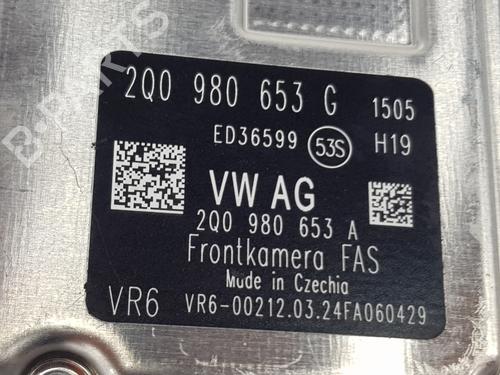 2Q0 980 653 G 1505
ED36599 53S H19
VW AG
2Q0 980 653 A
Frontkamera FAS
Made in Czechia
VR6 VR6-00212.03.24FA060429
B-PARTS